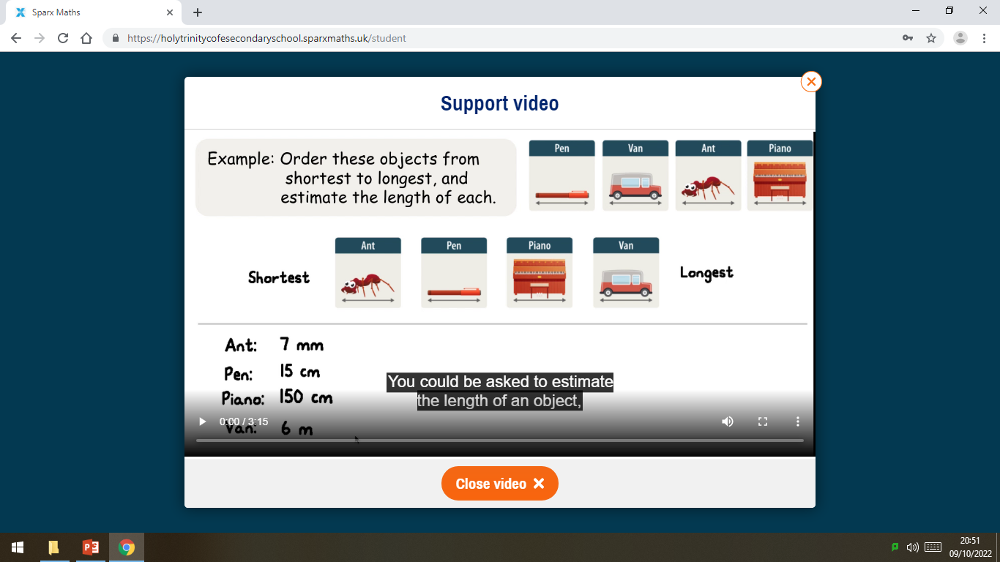 Sparx Maths
https://holytrinitycofesecondaryschool.sparxmaths.uk/student
Support video
Example: Order these objects from
shortest to longest, and
estimate the length of each.
Pen
Van
Ant
Piano
Shortest
Ant
Pen
Piano
Van
Longest
Ant: 7 mm
Pen: 15 cm
Piano: 150 cm
Van: 6 m
You could be asked to estimate
the length of an object,
0:00 / 3:15
Close video
20:51
09/10/2022